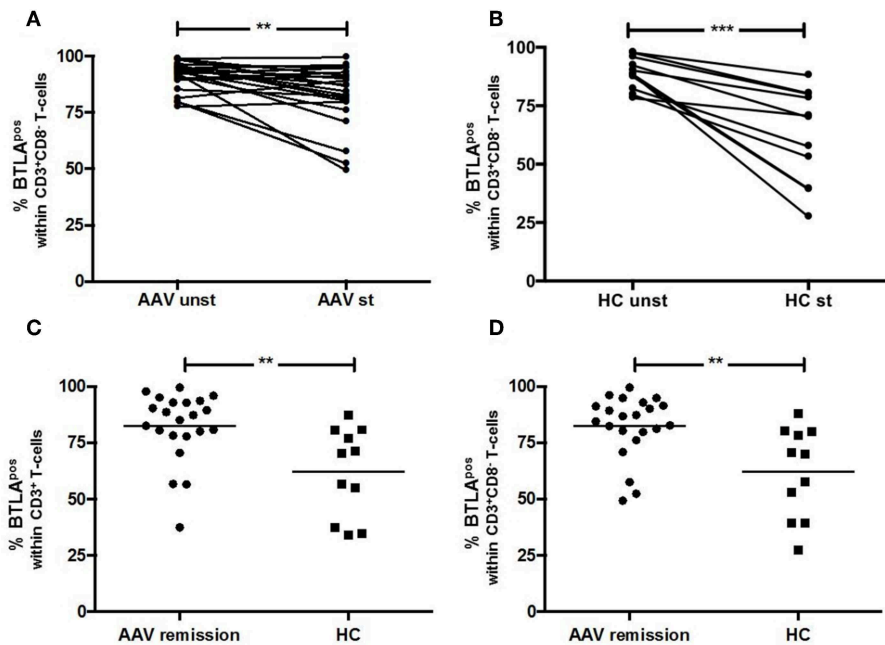 A
**
% BTLAᵖᵒˢ
within CD3⁺CD8⁻ T-cells
100
75
50
25
0
AAV unst
AAV st
B
***
% BTLAᵖᵒˢ
within CD3⁺CD8⁻ T-cells
100
75
50
25
0
HC unst
HC st
C
**
% BTLAᵖᵒˢ
within CD3⁺ T-cells
100
75
50
25
0
AAV remission
HC
D
**
% BTLAᵖᵒˢ
within CD3⁺CD8⁻ T-cells
100
75
50
25
0
AAV remission
HC